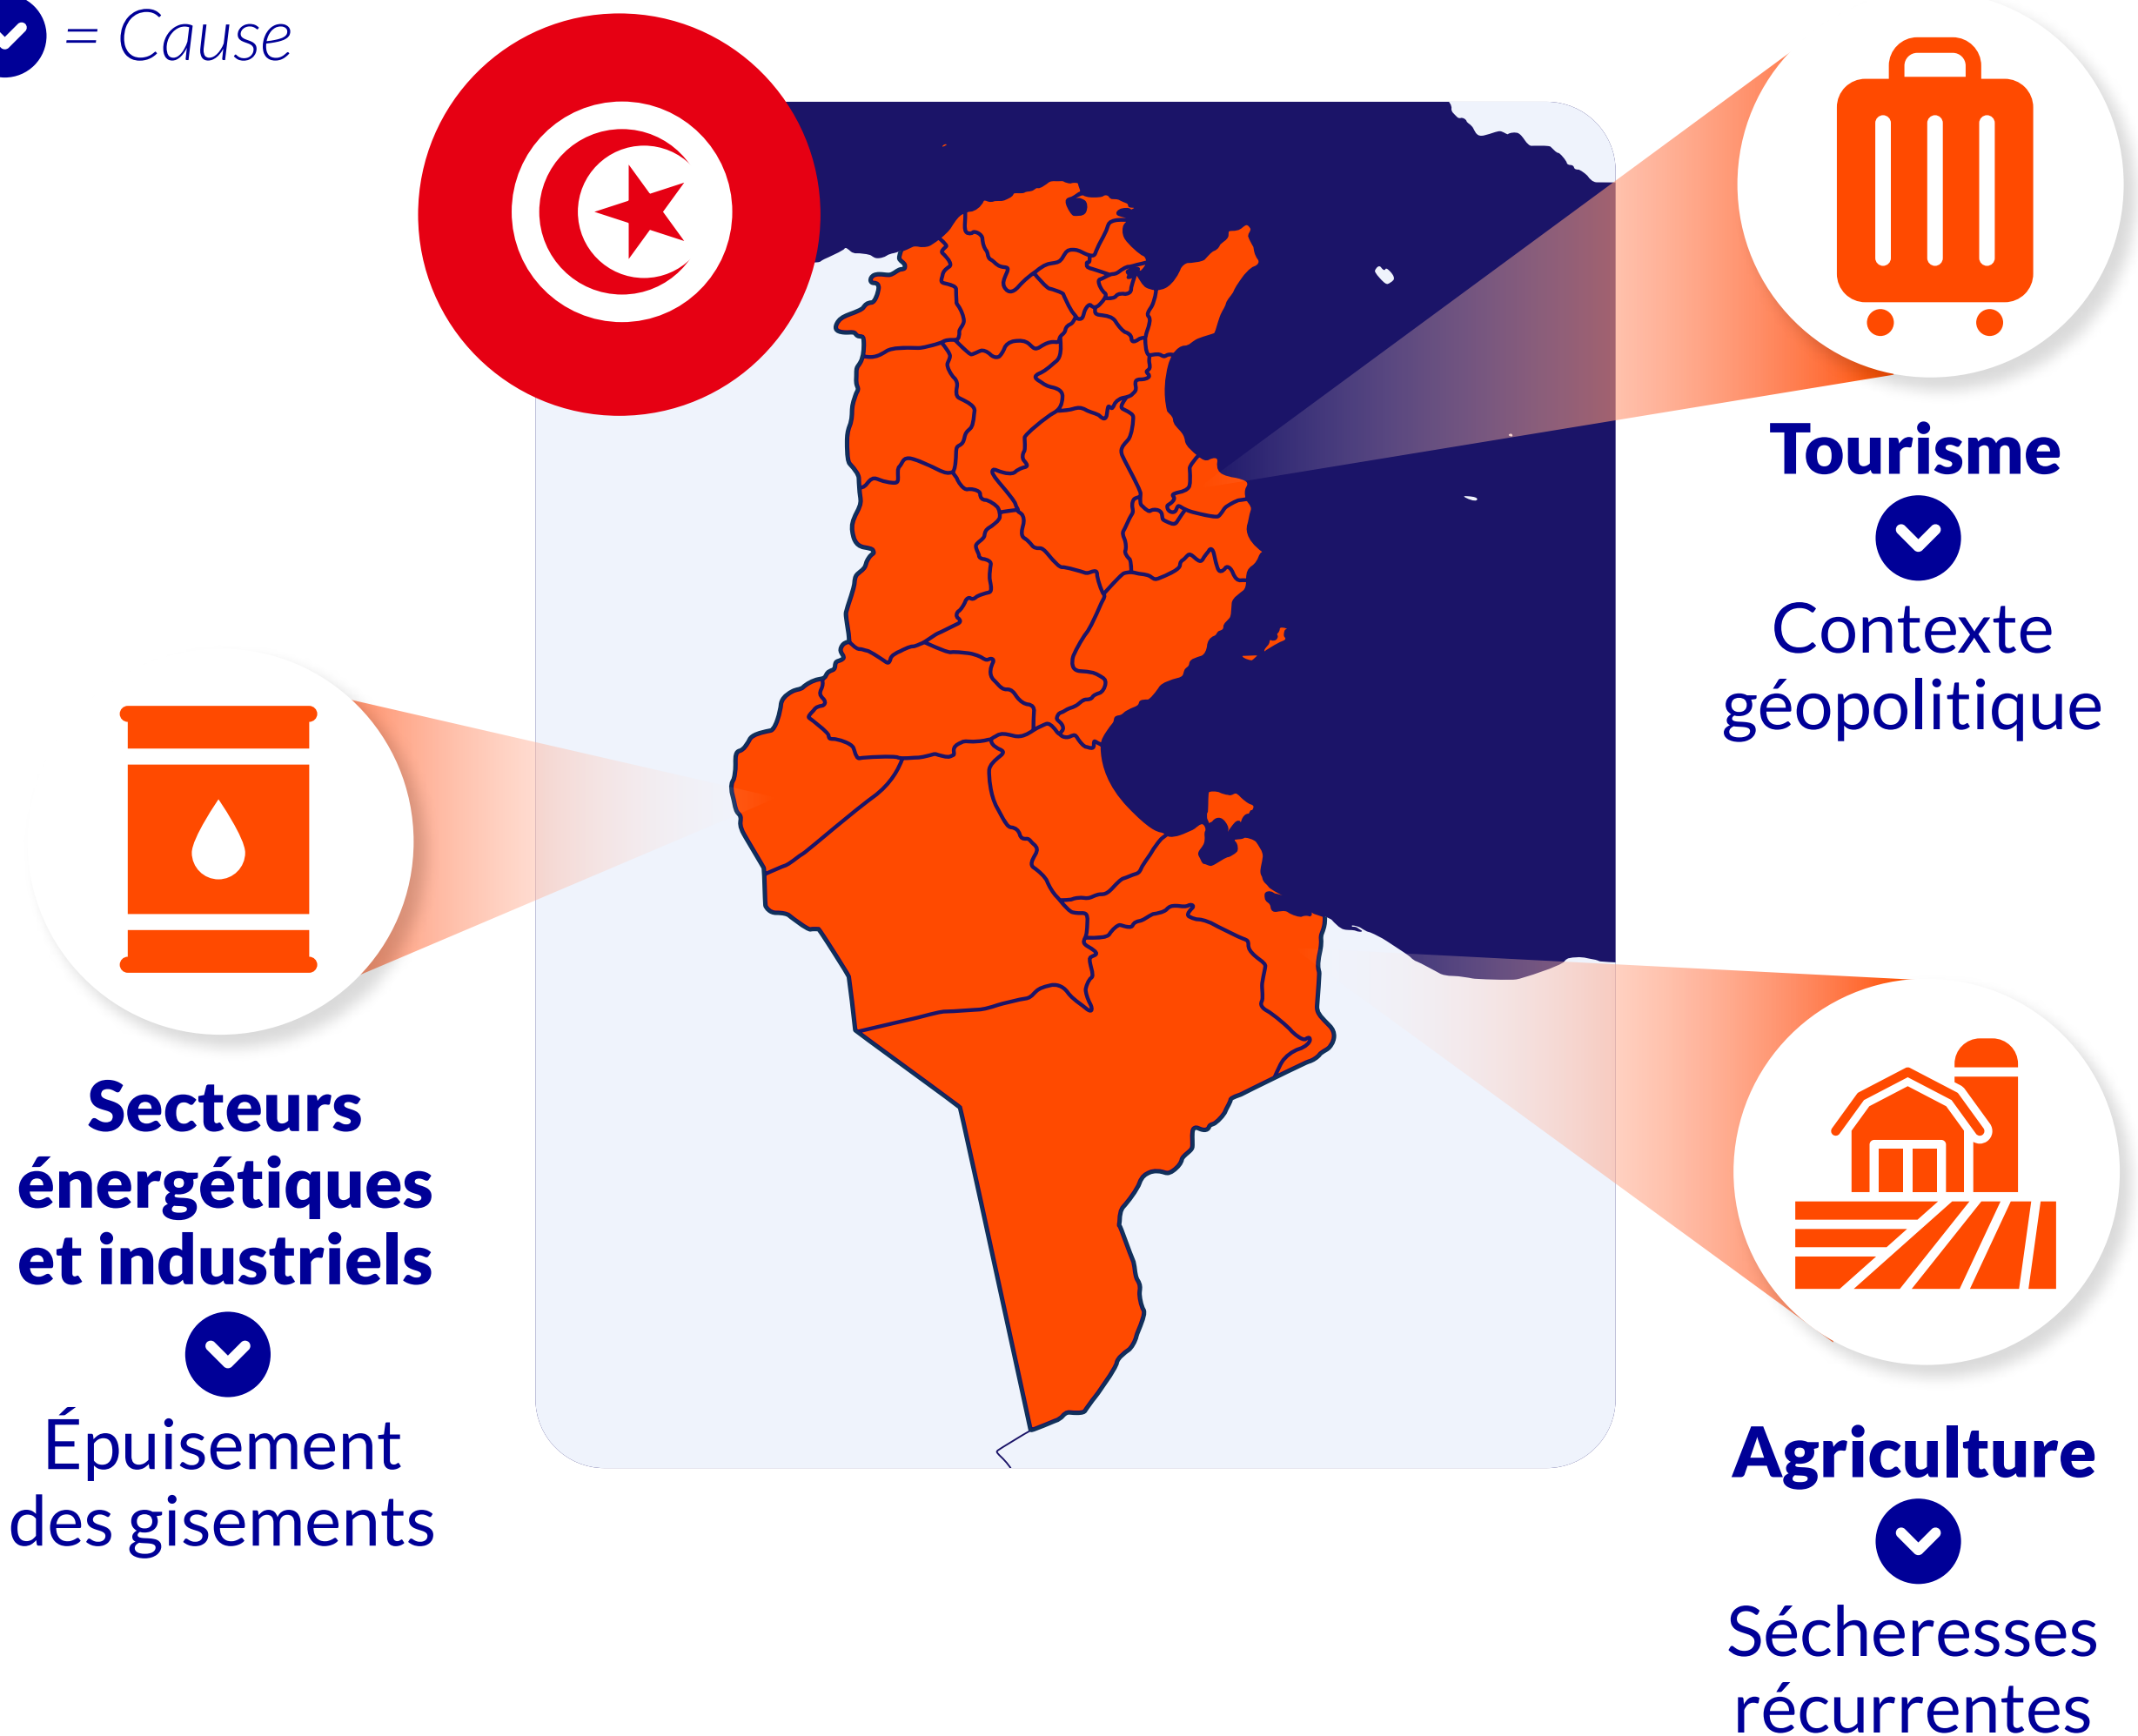 = Cause
Tourisme
Contexte
géopolitique
Secteurs
énergétiques
et industriels
Épuisement
des gisements
Agriculture
Sécheresses
récurrentes